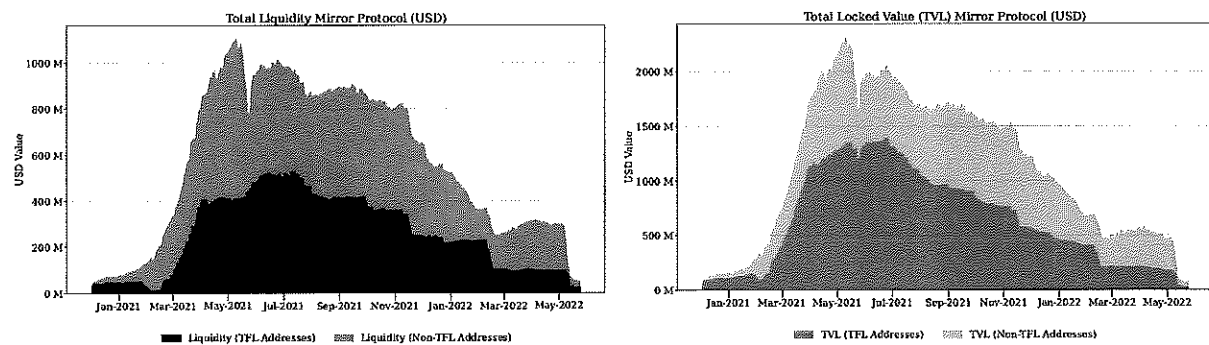 Total Liquidity Mirror Protocol (USD)
USD Value
1000 M
800 M
600 M
400 M
200 M
0 M
Jan-2021 Mar-2021 May-2021 Jul-2021 Sep-2021 Nov-2021 Jan-2022 Mar-2022 May-2022
Liquidity (TFL Addresses) Liquidity (Non-TFL Addresses)
Total Locked Value (TVL) Mirror Protocol (USD)
USD Value
2000 M
1500 M
1000 M
500 M
0 M
Jan-2021 Mar-2021 May-2021 Jul-2021 Sep-2021 Nov-2021 Jan-2022 Mar-2022 May-2022
TVL (TFL Addresses) TVL (Non-TFL Addresses)